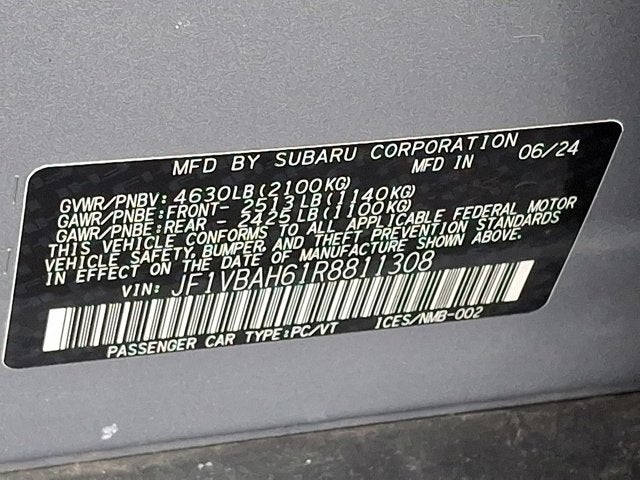 MFD BY SUBARU CORPORATION
MFD IN 06/24
GVWR/PNBV: 4630LB(2100KG)
GAWR/PNBE:FRONT- 2513LB(1140KG)
GAWR/PNBE:REAR - 2425LB(1100KG)
THIS VEHICLE CONFORMS TO ALL APPLICABLE FEDERAL MOTOR
VEHICLE SAFETY, BUMPER, AND THEFT PREVENTION STANDARDS
IN EFFECT ON THE DATE OF MANUFACTURE SHOWN ABOVE.
VIN: JF1VBAH61R8811308
PASSENGER CAR TYPE:PC/VT ICES/NMB-002